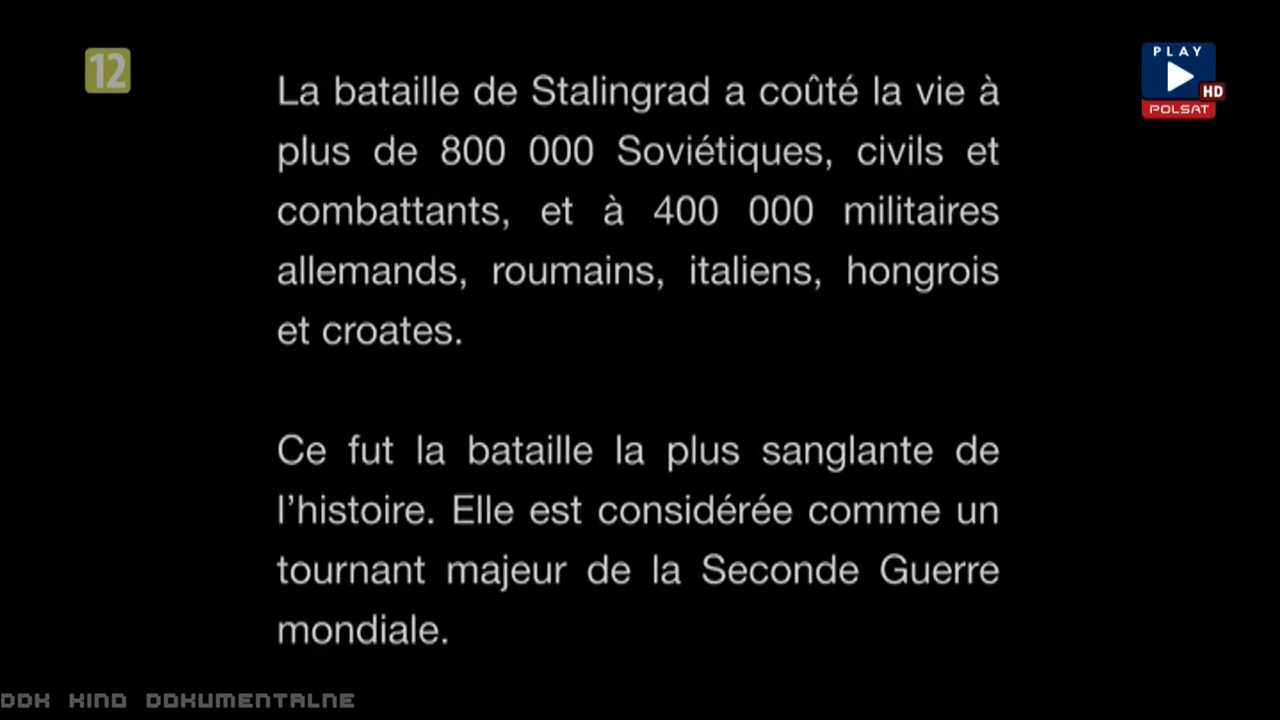 12
PLAY
HD
POLSAT
La bataille de Stalingrad a coûté la vie à
plus de 800 000 Soviétiques, civils et
combattants, et à 400 000 militaires
allemands, roumains, italiens, hongrois
et croates.
Ce fut la bataille la plus sanglante de
l’histoire. Elle est considérée comme un
tournant majeur de la Seconde Guerre
mondiale.
DDK KINO DOKUMENTALNE